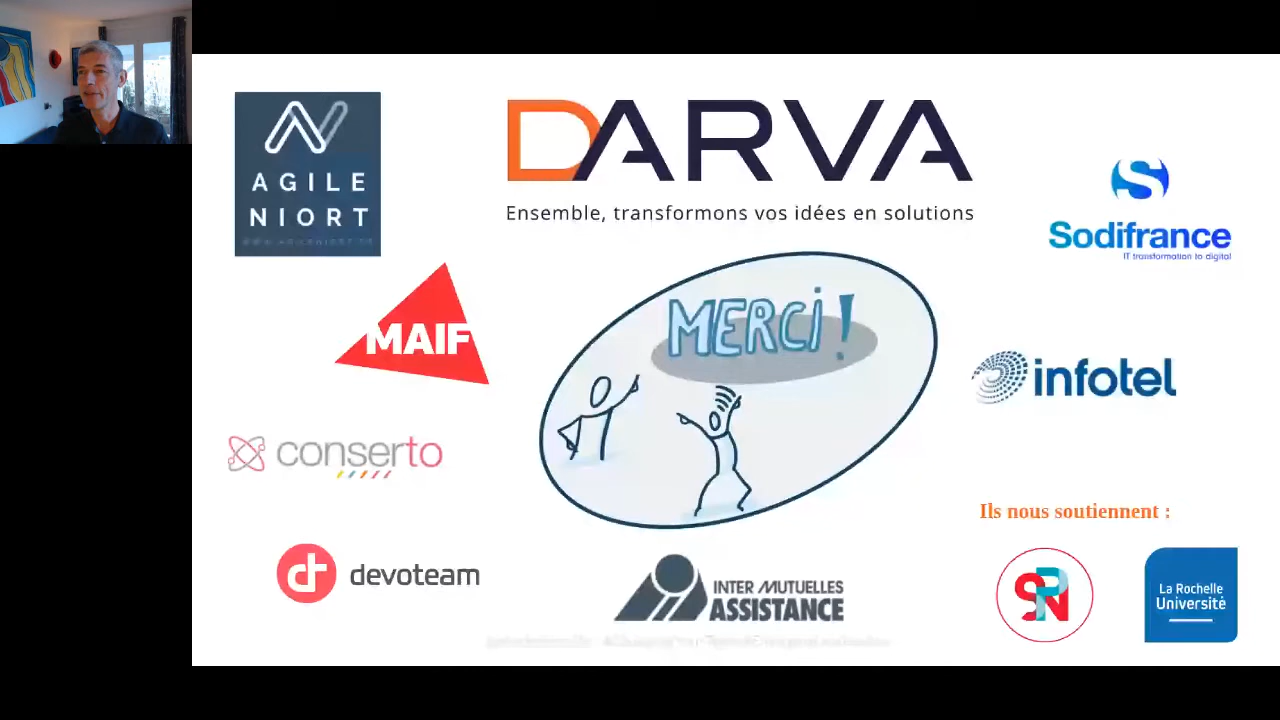 AGILE
NIORT
DARVA
Ensemble, transformons vos idées en solutions
Sodifrance
IT transformation to digital
MAIF
MERCI !
infotel
conserto
Ils nous soutiennent :
devoteam
INTER MUTUELLES
ASSISTANCE
SPN
La Rochelle
Université